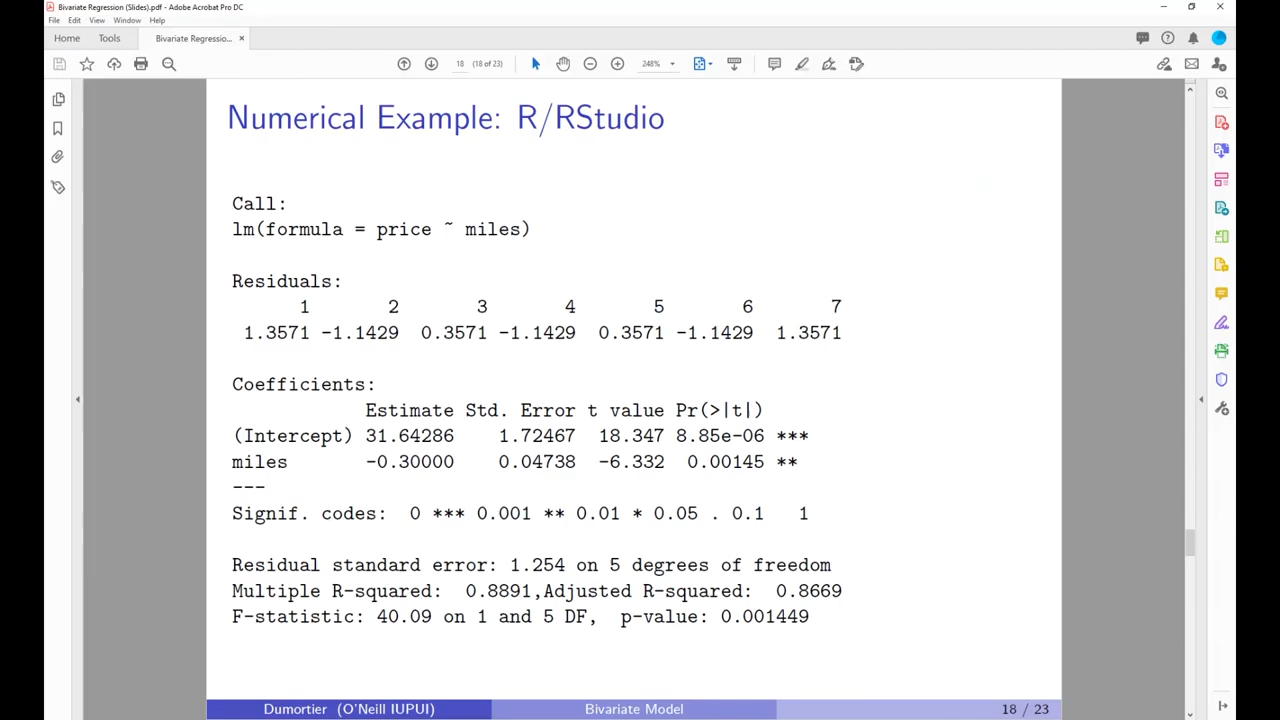 Bivariate Regression (Slides).pdf - Adobe Acrobat Pro DC
File Edit View Window Help
Home Tools Bivariate Regressio... ×
18 (18 of 23) 248%
Numerical Example: R/RStudio
Call:
lm(formula = price ~ miles)
Residuals:
1 2 3 4 5 6 7
1.3571 -1.1429 0.3571 -1.1429 0.3571 -1.1429 1.3571
Coefficients:
Estimate Std. Error t value Pr(>|t|)
(Intercept) 31.64286 1.72467 18.347 8.85e-06 ***
miles -0.30000 0.04738 -6.332 0.00145 **
---
Signif. codes: 0 *** 0.001 ** 0.01 * 0.05 . 0.1 1
Residual standard error: 1.254 on 5 degrees of freedom
Multiple R-squared: 0.8891,Adjusted R-squared: 0.8669
F-statistic: 40.09 on 1 and 5 DF, p-value: 0.001449
Dumortier (O'Neill IUPUI) Bivariate Model 18 / 23